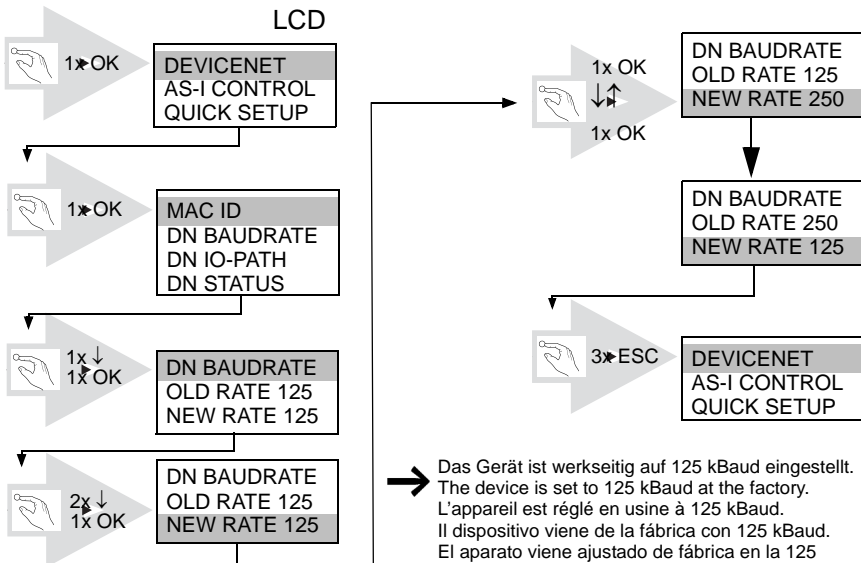 LCD
1x OK
DEVICENET
AS-I CONTROL
QUICK SETUP
1x OK
MAC ID
DN BAUDRATE
DN IO-PATH
DN STATUS
1x ↓
1x OK
DN BAUDRATE
OLD RATE 125
NEW RATE 125
2x ↓
1x OK
DN BAUDRATE
OLD RATE 125
NEW RATE 125
1x OK
↓↑
1x OK
DN BAUDRATE
OLD RATE 125
NEW RATE 250
DN BAUDRATE
OLD RATE 250
NEW RATE 125
3x ESC
DEVICENET
AS-I CONTROL
QUICK SETUP
Das Gerät ist werkseitig auf 125 kBaud eingestellt.
The device is set to 125 kBaud at the factory.
L'appareil est réglé en usine à 125 kBaud.
Il dispositivo viene de la fábrica con 125 kBaud.
El aparato viene ajustado de fábrica en la 125